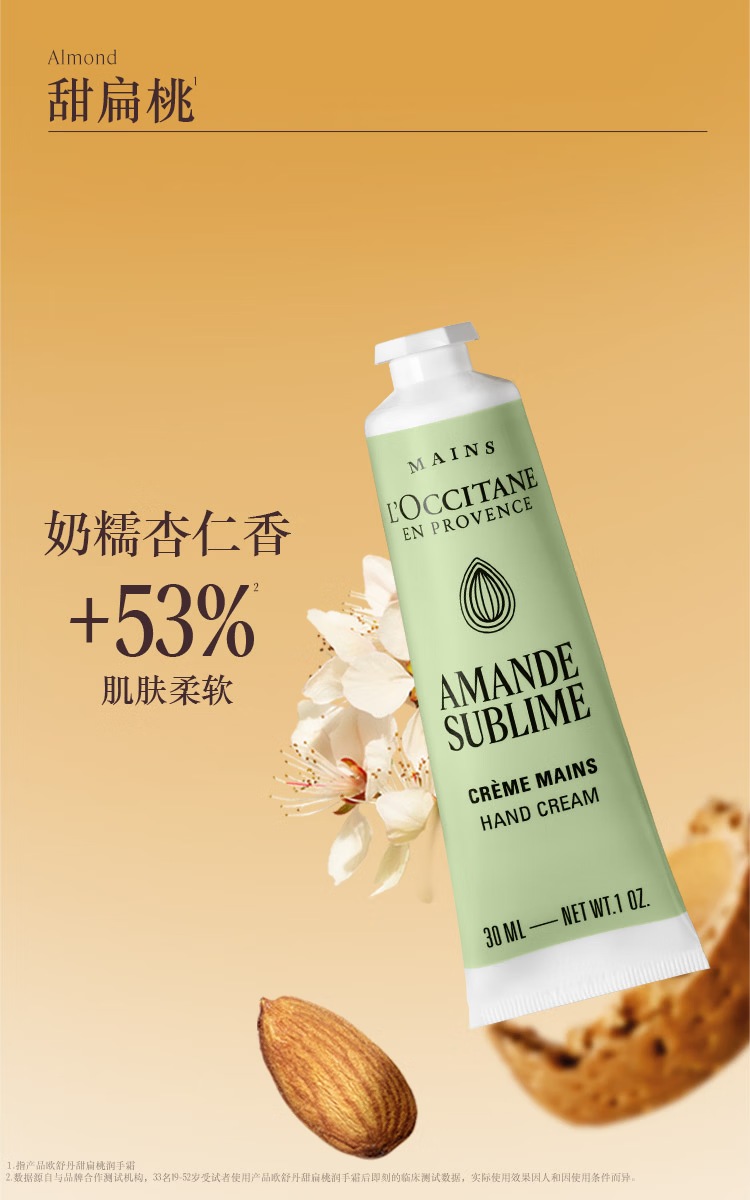 Almond
甜扁桃1
奶糯杏仁香
+53%2
肌肤柔软
MAINS
L'OCCITANE
EN PROVENCE
AMANDE
SUBLIME
CRÈME MAINS
HAND CREAM
30 ML — NET WT.1 OZ.
1.指产品欧舒丹甜扁桃润手霜
2.数据源自与品牌合作测试机构，33名19-52岁受试者使用产品欧舒丹甜扁桃润手霜后即刻的临床测试数据，实际使用效果因人和因使用条件而异。